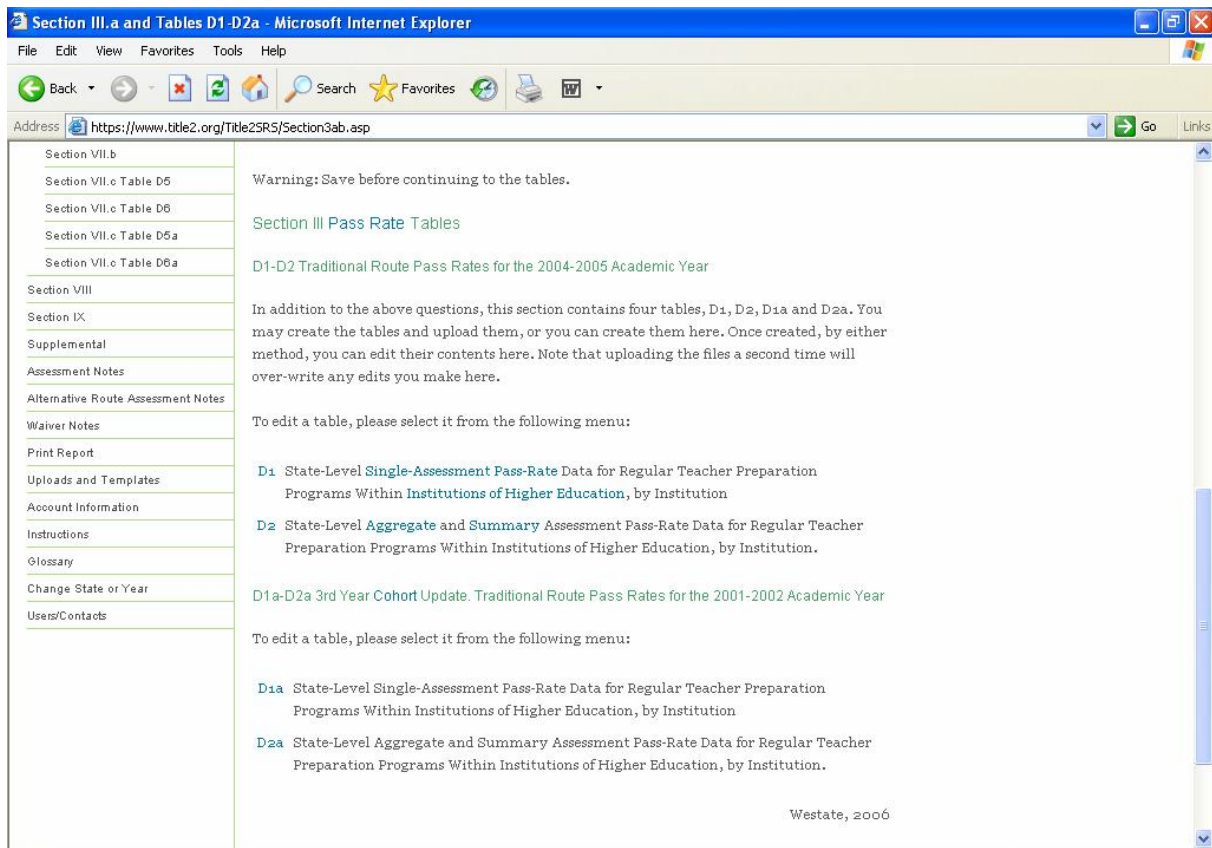 Section III.a and Tables D1-D2a - Microsoft Internet Explorer
File Edit View Favorites Tools Help
Back Search Favorites
Address https://www.title2.org/Title2SRS/Section3ab.asp Go Links
Section VII.b
Section VII.c Table D5
Section VII.c Table D6
Section VII.c Table D5a
Section VII.c Table D6a
Section VIII
Section IX
Supplemental
Assessment Notes
Alternative Route Assessment Notes
Waiver Notes
Print Report
Uploads and Templates
Account Information
Instructions
Glossary
Change State or Year
Users/Contacts
Warning: Save before continuing to the tables.
Section III Pass Rate Tables
D1-D2 Traditional Route Pass Rates for the 2004-2005 Academic Year
In addition to the above questions, this section contains four tables, D1, D2, D1a and D2a. You
may create the tables and upload them, or you can create them here. Once created, by either
method, you can edit their contents here. Note that uploading the files a second time will
over-write any edits you make here.
To edit a table, please select it from the following menu:
D1 State-Level Single-Assessment Pass-Rate Data for Regular Teacher Preparation
Programs Within Institutions of Higher Education, by Institution
D2 State-Level Aggregate and Summary Assessment Pass-Rate Data for Regular Teacher
Preparation Programs Within Institutions of Higher Education, by Institution.
D1a-D2a 3rd Year Cohort Update. Traditional Route Pass Rates for the 2001-2002 Academic Year
To edit a table, please select it from the following menu:
D1a State-Level Single-Assessment Pass-Rate Data for Regular Teacher Preparation
Programs Within Institutions of Higher Education, by Institution
D2a State-Level Aggregate and Summary Assessment Pass-Rate Data for Regular Teacher
Preparation Programs Within Institutions of Higher Education, by Institution.
Westate, 2006